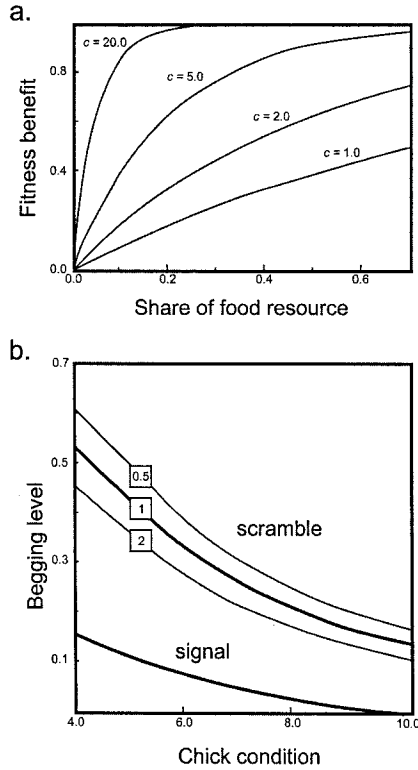 a.
c = 20.0
c = 5.0
c = 2.0
c = 1.0
0.8
0.4
0.0
0.0 0.2 0.4 0.6
Fitness benefit
Share of food resource
b.
0.7
0.5
0.3
0.1
0.5
1
2
scramble
signal
4.0 6.0 8.0 10.0
Begging level
Chick condition